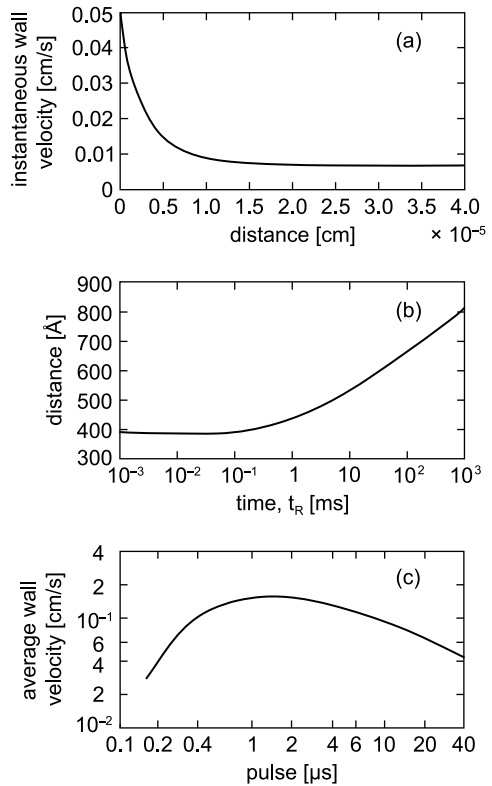 instantaneous wall
velocity [cm/s]
0.05
0.04
0.03
0.02
0.01
0
(a)
0 0.5 1.0 1.5 2.0 2.5 3.0 3.5 4.0
distance [cm] × 10⁻⁵
distance [Å]
900
800
700
600
500
400
300
(b)
10⁻³ 10⁻² 10⁻¹ 1 10 10² 10³
time, t_R [ms]
average wall
velocity [cm/s]
4
2
10⁻¹
6
4
2
10⁻²
(c)
0.1 0.2 0.4 1 2 4 6 10 20 40
pulse [μs]